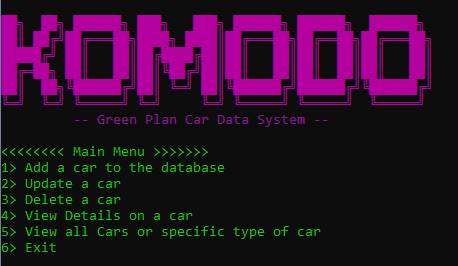 KOMODO
-- Green Plan Car Data System --
<<<<<<<< Main Menu >>>>>>>
1> Add a car to the database
2> Update a car
3> Delete a car
4> View Details on a car
5> View all Cars or specific type of car
6> Exit